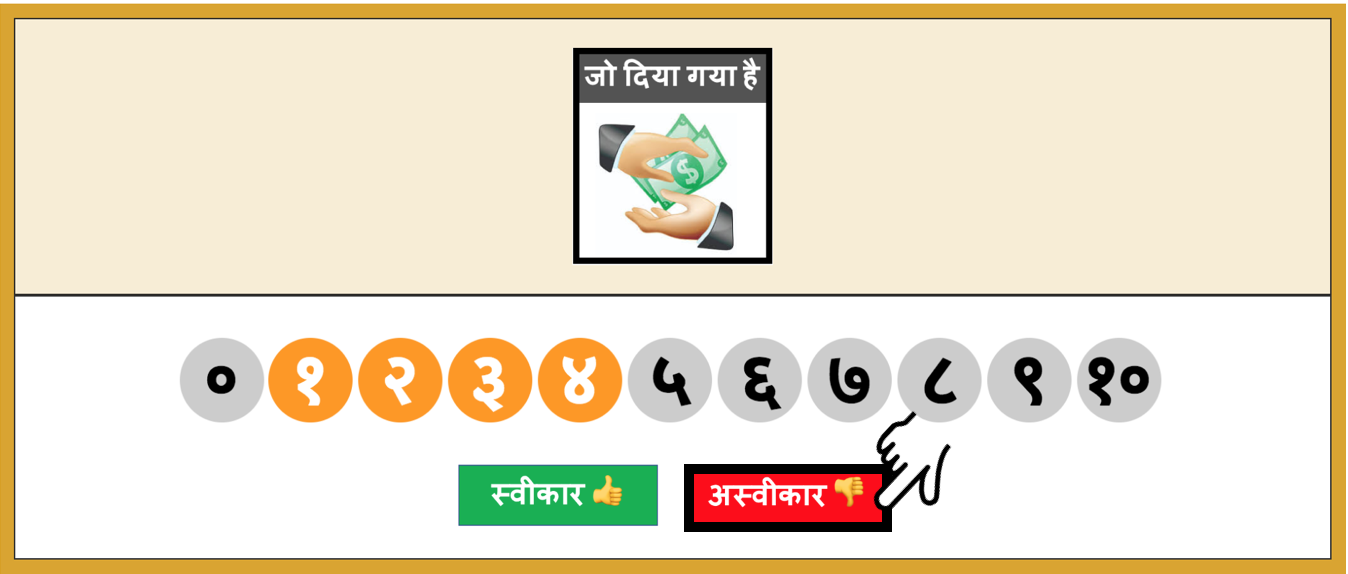 जो दिया गया है
$
० १ २ ३ ४ ५ ६ ७ ८ ९ १०
स्वीकार 👍 अस्वीकार 👎